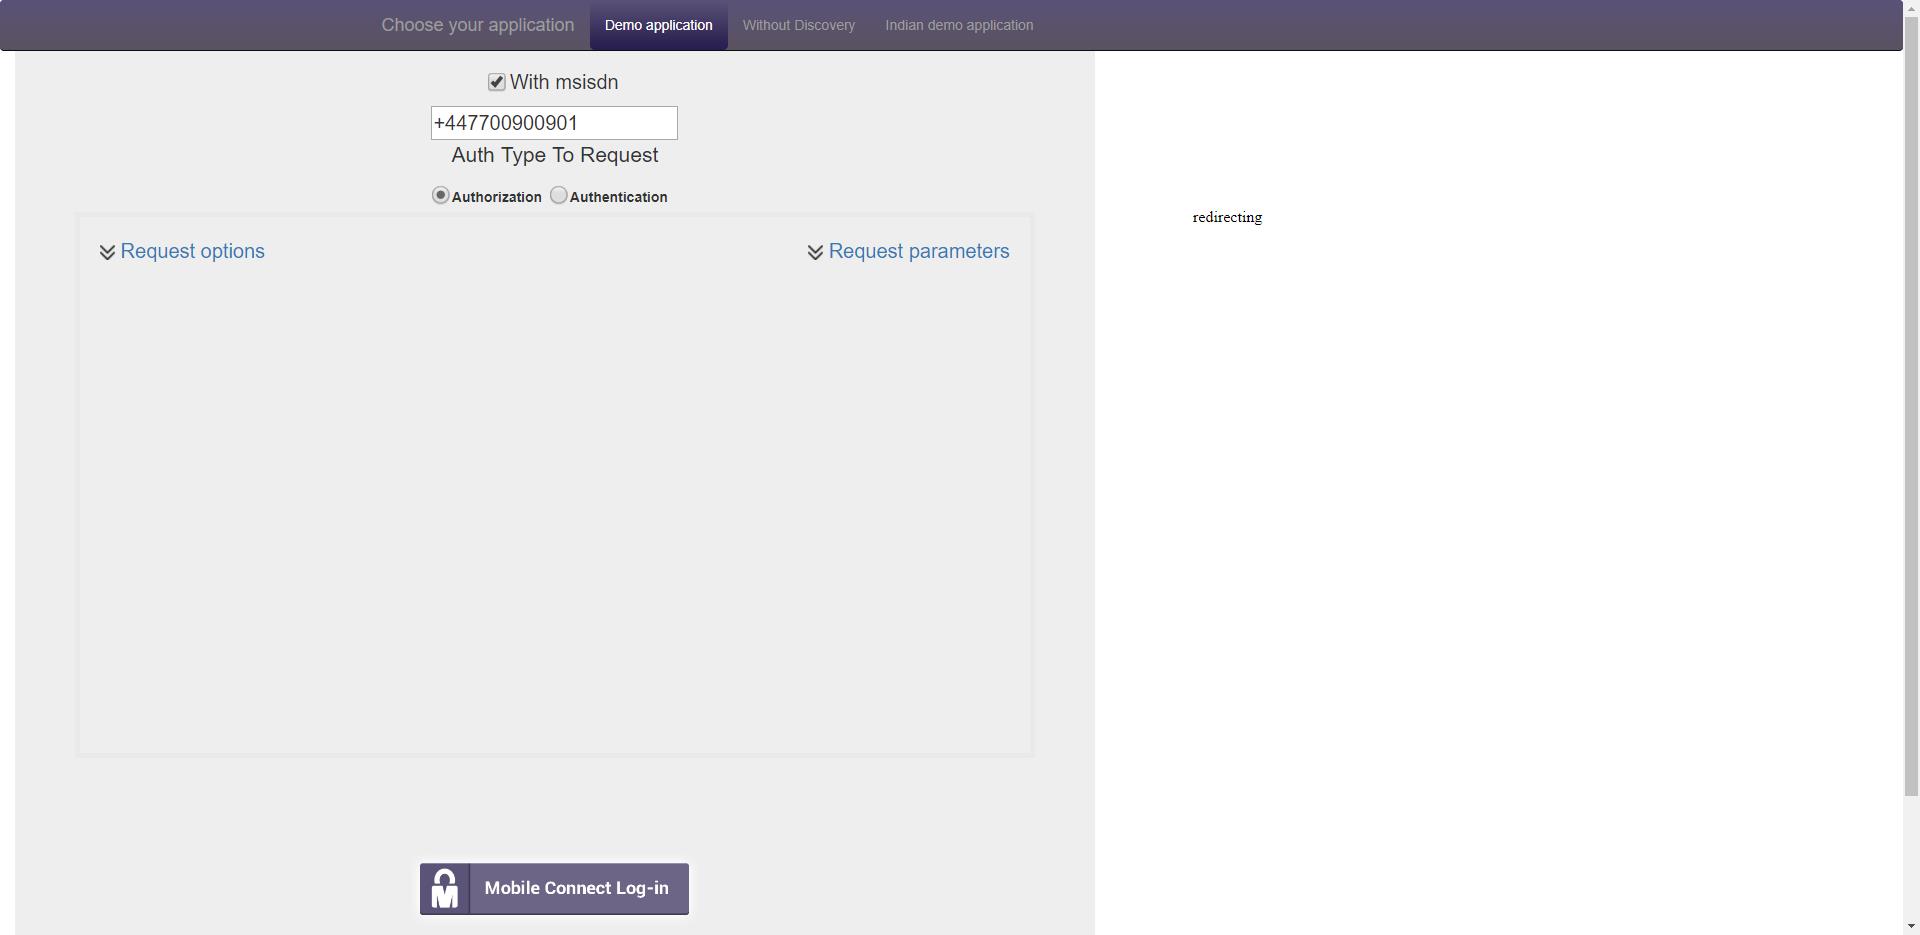 Choose your application Demo application Without Discovery Indian demo application
With msisdn
+447700900901
Auth Type To Request
Authorization Authentication
redirecting
Request options Request parameters
Mobile Connect Log-in